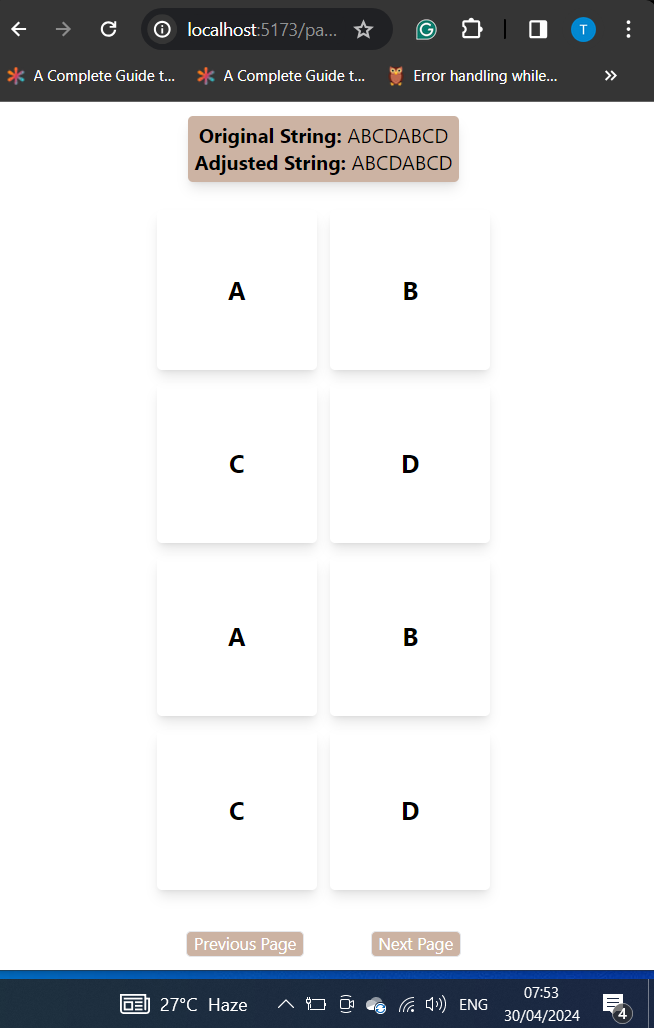 localhost:5173/pa...
T
A Complete Guide t... A Complete Guide t... Error handling while...
Original String: ABCDABCD
Adjusted String: ABCDABCD
A B
C D
A B
C D
Previous Page Next Page
27°C Haze ENG 07:53
30/04/2024 4